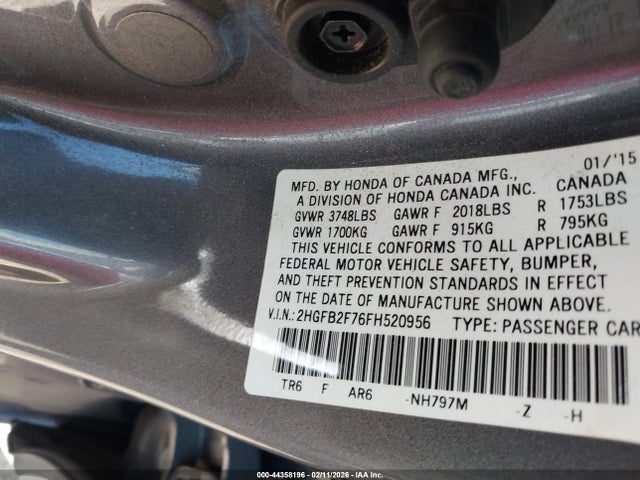 01/'15
MFD. BY HONDA OF CANADA MFG., CANADA
A DIVISION OF HONDA CANADA INC.
GVWR 3748LBS GAWR F 2018LBS R 1753LBS
GVWR 1700KG GAWR F 915KG R 795KG
THIS VEHICLE CONFORMS TO ALL APPLICABLE
FEDERAL MOTOR VEHICLE SAFETY, BUMPER,
AND THEFT PREVENTION STANDARDS IN EFFECT
ON THE DATE OF MANUFACTURE SHOWN ABOVE.
V.I.N.: 2HGFB2F76FH520956 TYPE: PASSENGER CAR
TR6 F AR6 -NH797M -Z -H
000-44358196 - 02/11/2026 - IAA Inc.